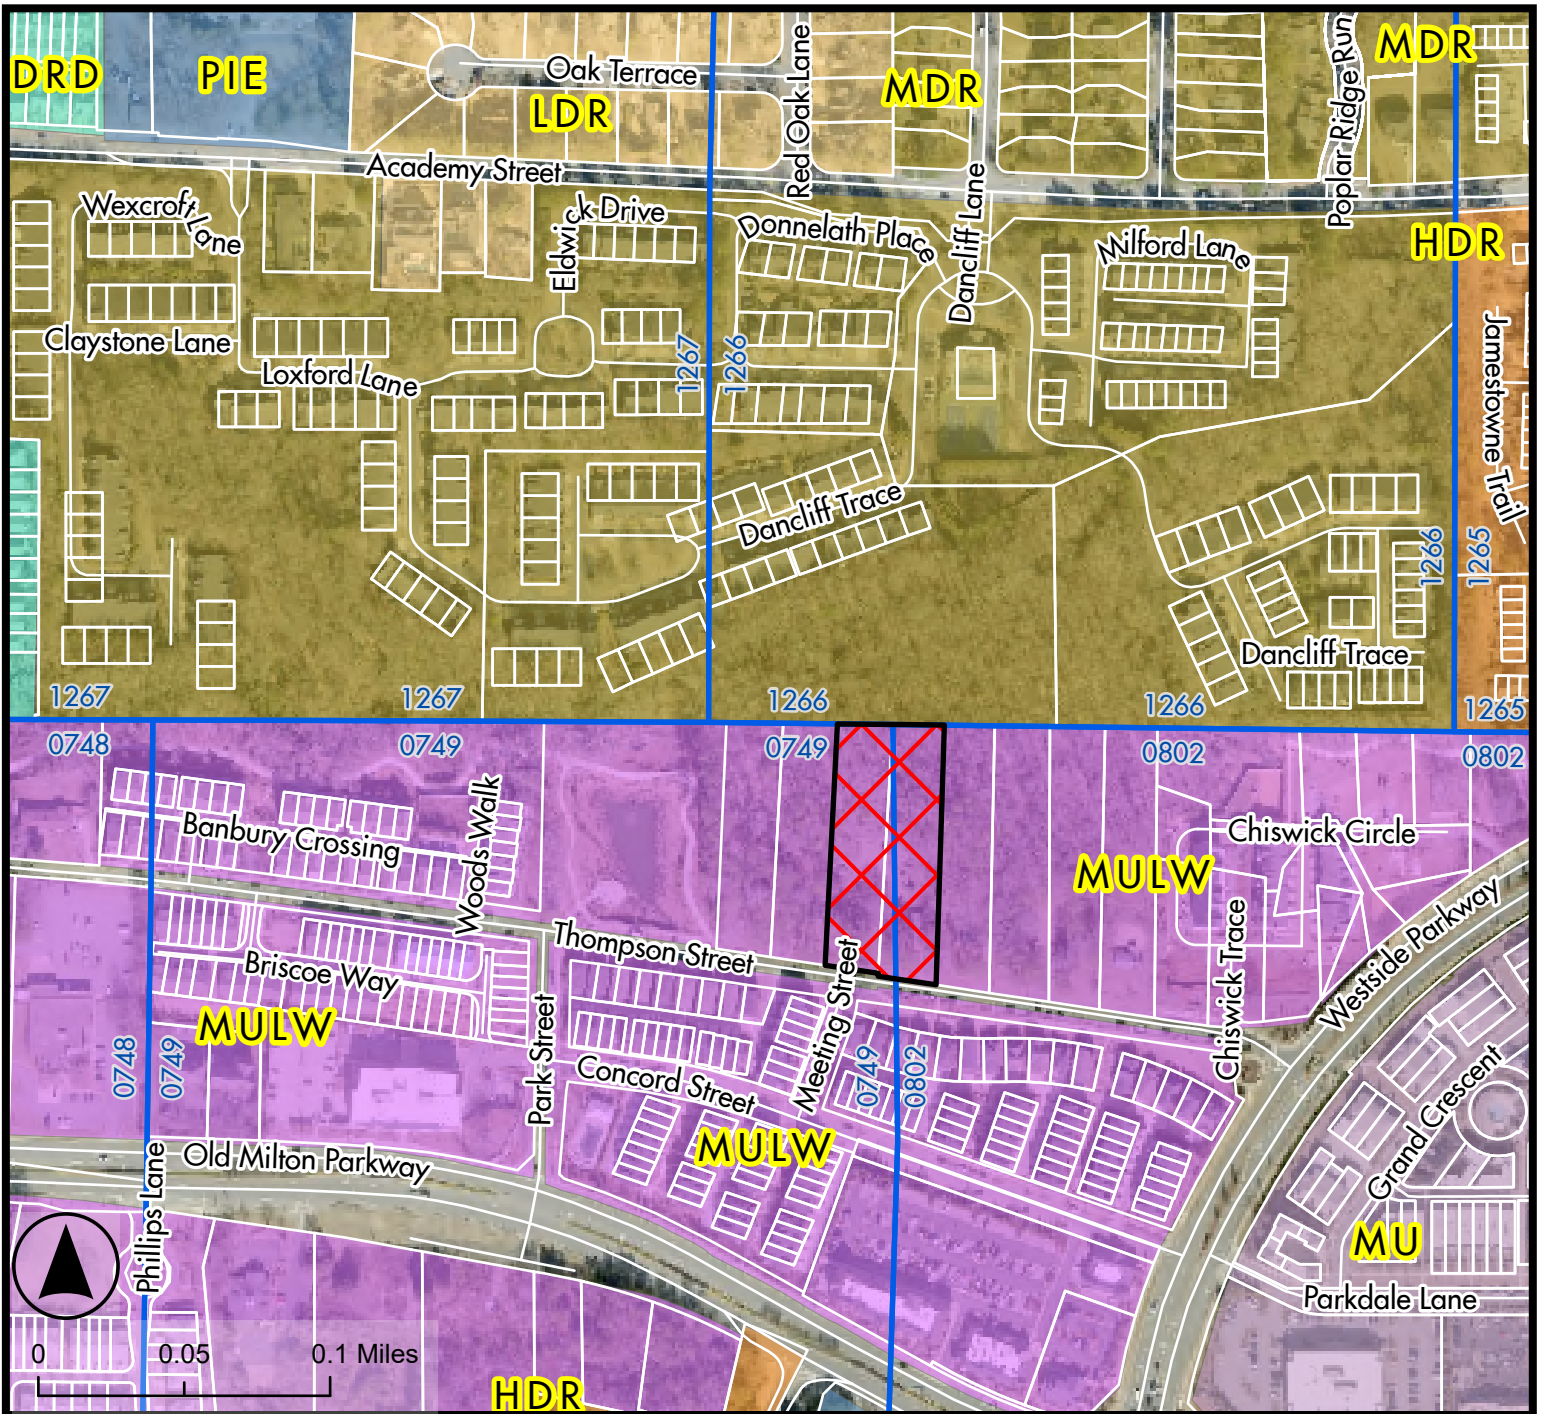 DRD
PIE
Oak Terrace
LDR
Red Oak Lane
MDR
Poplar Ridge Run
MDR
Academy Street
Wexcroft Lane
Eldwick Drive
Donnelath Place
Dancliff Lane
Milford Lane
HDR
Claystone Lane
Loxford Lane
1267
1266
Jamestowne Trail
Dancliff Trace
1266
1265
Dancliff Trace
1267
1267
1266
1266
1265
0748
0749
0749
0802
0802
Banbury Crossing
Woods Walk
Chiswick Circle
MULW
Thompson Street
Briscoe Way
Chiswick Trace
Westside Parkway
MULW
Park Street
Meeting Street
0748
0749
Concord Street
0749
0802
MULW
Grand Crescent
Old Milton Parkway
Phillips Lane
MU
Parkdale Lane
0 0.05 0.1 Miles
HDR